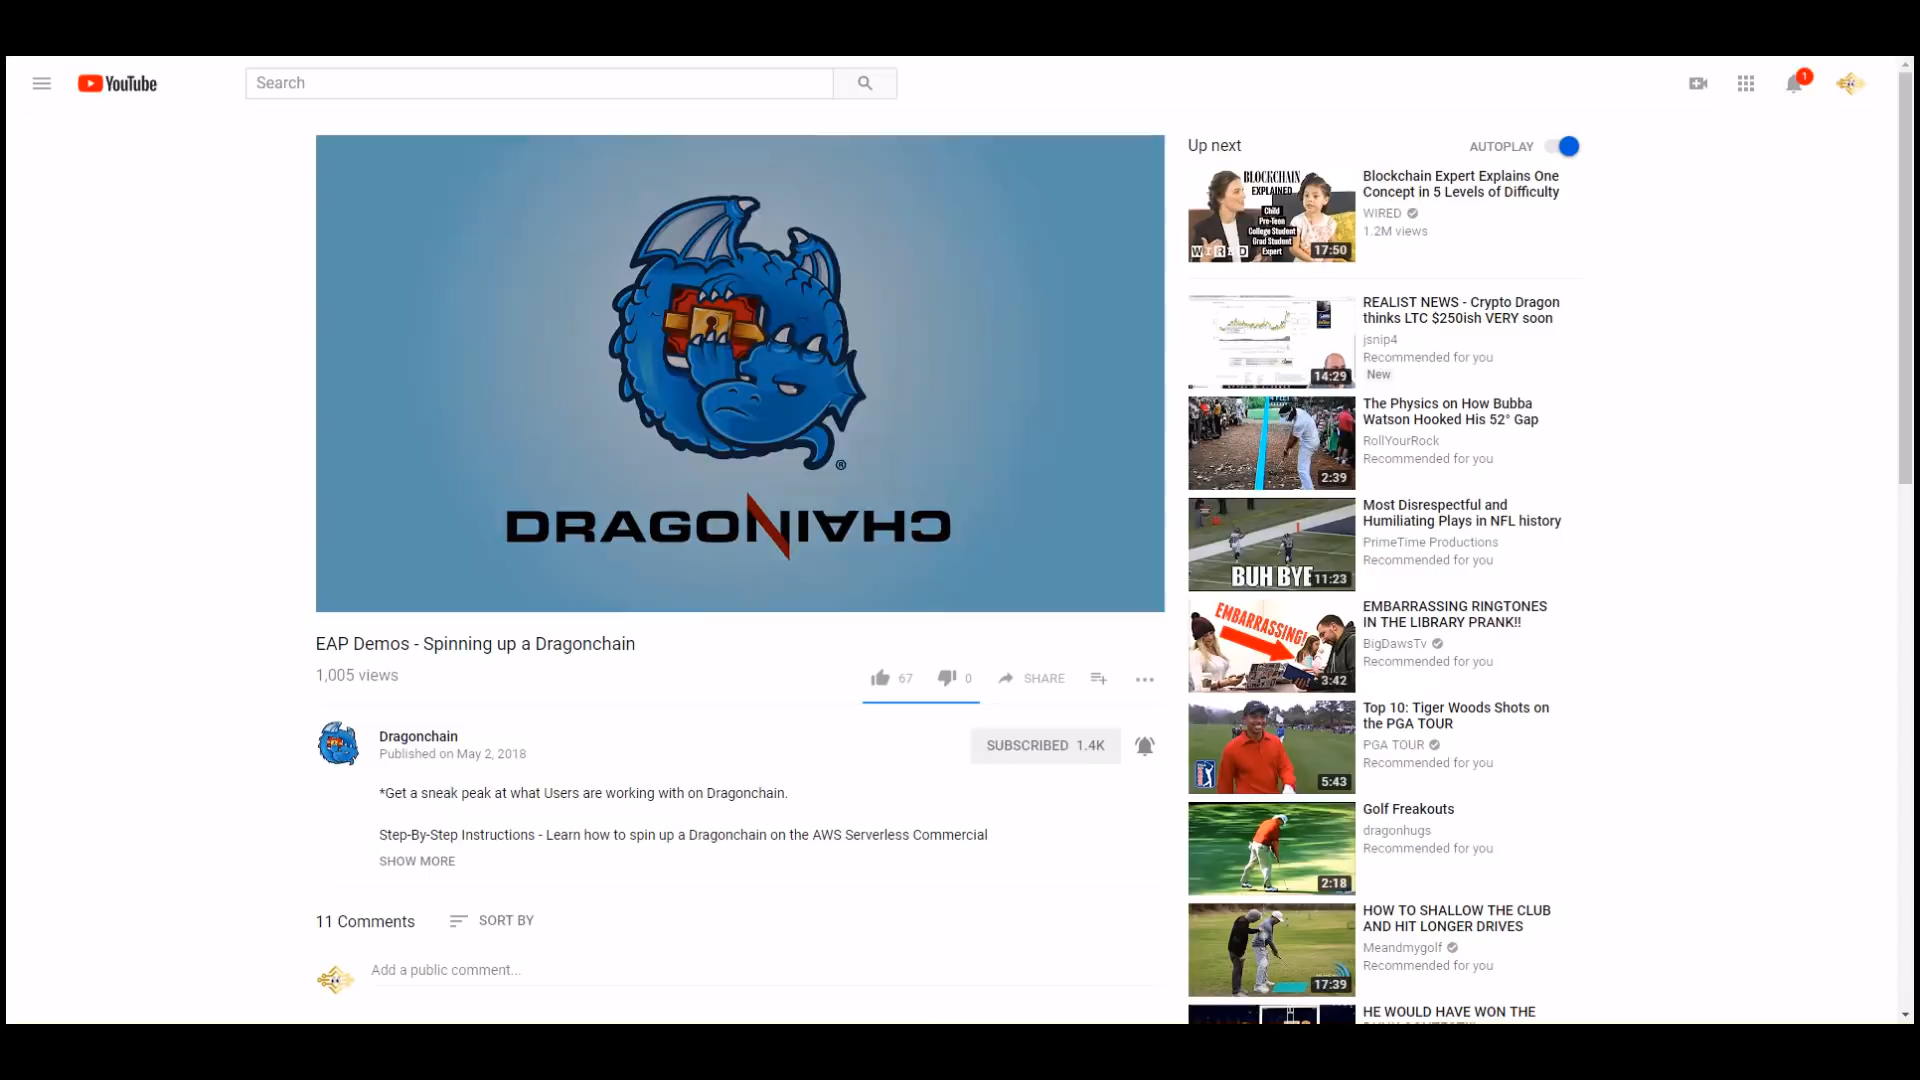 YouTube
Search
1
DRAGONCHAIN
®
EAP Demos - Spinning up a Dragonchain
1,005 views
67
0
SHARE
Dragonchain
Published on May 2, 2018
SUBSCRIBED 1.4K
*Get a sneak peak at what Users are working with on Dragonchain.
Step-By-Step Instructions - Learn how to spin up a Dragonchain on the AWS Serverless Commercial
SHOW MORE
11 Comments
SORT BY
Add a public comment...
Up next
AUTOPLAY
BLOCKCHAIN
EXPLAINED
Child
Pre-Teen
College Student
Grad Student
Expert
WIRED
17:50
Blockchain Expert Explains One
Concept in 5 Levels of Difficulty
WIRED
1.2M views
14:29
REALIST NEWS - Crypto Dragon
thinks LTC $250ish VERY soon
jsnip4
Recommended for you
New
2:39
The Physics on How Bubba
Watson Hooked His 52° Gap
RollYourRock
Recommended for you
BUH BYE
11:23
Most Disrespectful and
Humiliating Plays in NFL history
PrimeTime Productions
Recommended for you
EMBARRASSING!
3:42
EMBARRASSING RINGTONES
IN THE LIBRARY PRANK!!
BigDawsTv
Recommended for you
5:43
Top 10: Tiger Woods Shots on
the PGA TOUR
PGA TOUR
Recommended for you
2:18
Golf Freakouts
dragonhugs
Recommended for you
17:39
HOW TO SHALLOW THE CLUB
AND HIT LONGER DRIVES
Meandmygolf
Recommended for you
HE WOULD HAVE WON THE